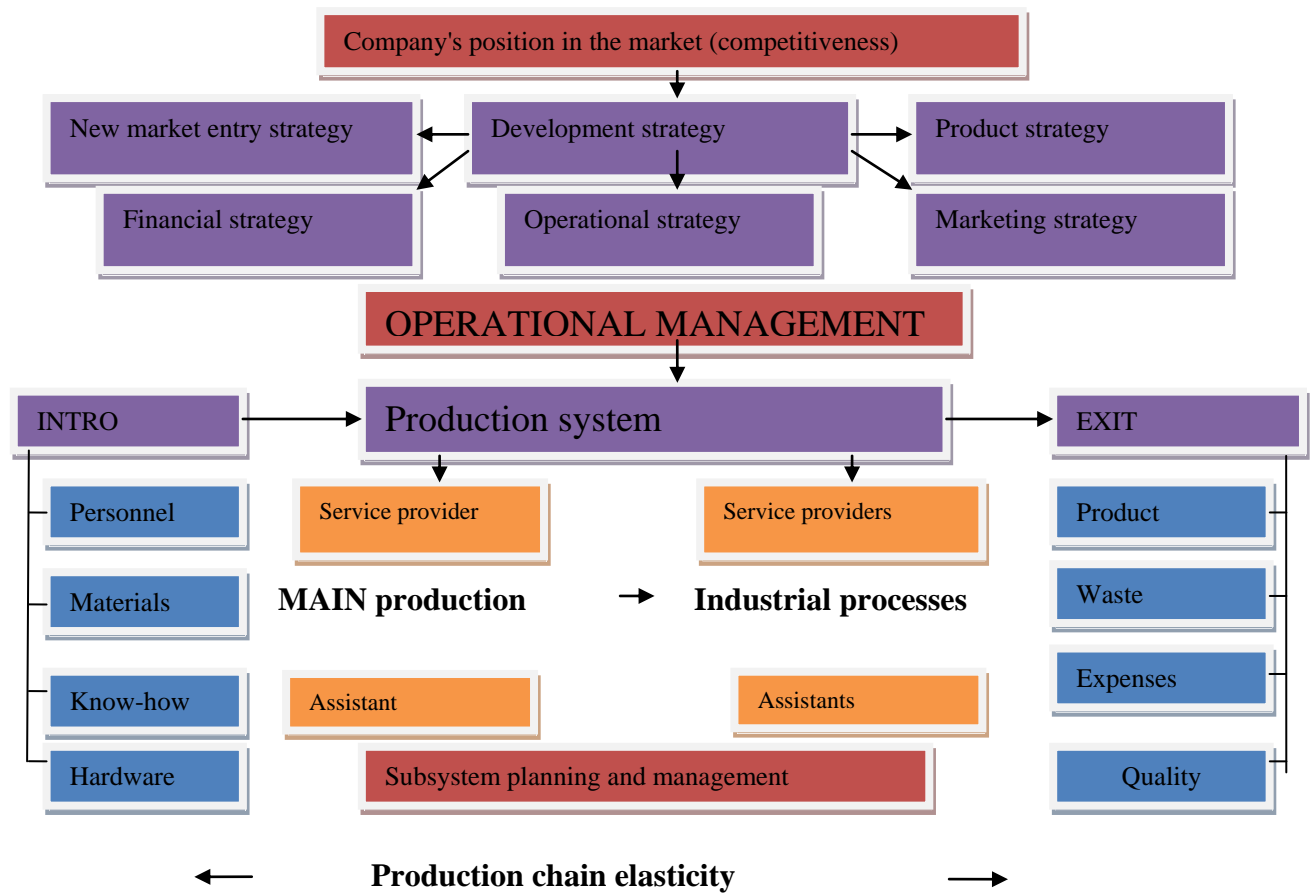 Company's position in the market (competitiveness)
New market entry strategy
Development strategy
Product strategy
Financial strategy
Operational strategy
Marketing strategy
OPERATIONAL MANAGEMENT
INTRO
Production system
EXIT
Personnel
Service provider
Service providers
Product
Materials
MAIN production
Industrial processes
Waste
Know-how
Assistant
Assistants
Expenses
Hardware
Subsystem planning and management
Quality
Production chain elasticity